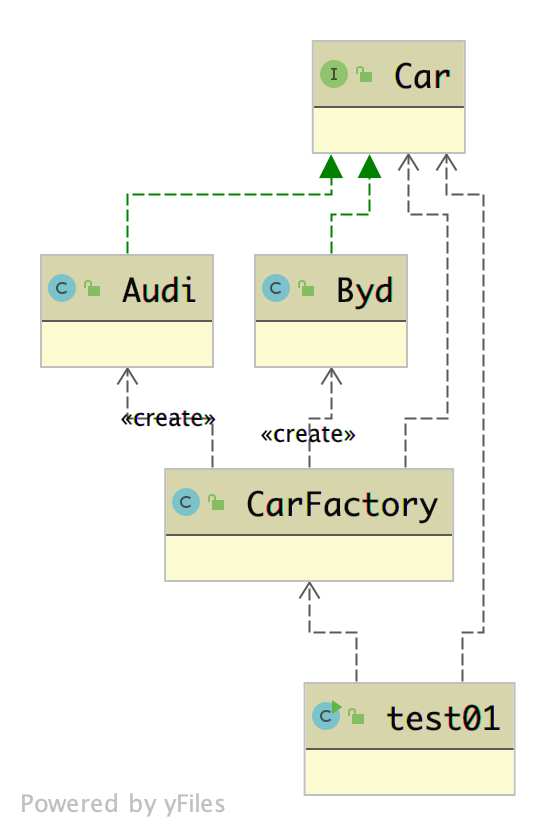 I Car
C Audi
C Byd
«create»
«create»
C CarFactory
C test01
Powered by yFiles